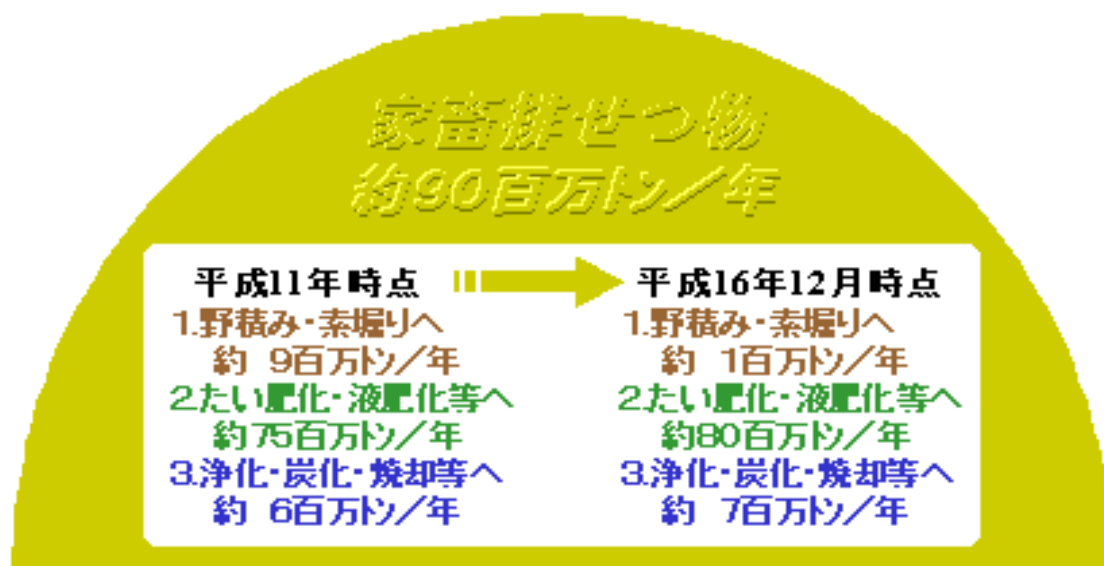 家畜排せつ物
約90百万トン／年
平成11年時点
平成16年12月時点
1.野積み・素堀りへ
約 9百万トン／年
2.たい肥化・液肥化等へ
約75百万トン／年
3.浄化・炭化・焼却等へ
約 6百万トン／年
1.野積み・素堀りへ
約 1百万トン／年
2.たい肥化・液肥化等へ
約80百万トン／年
3.浄化・炭化・焼却等へ
約 7百万トン／年